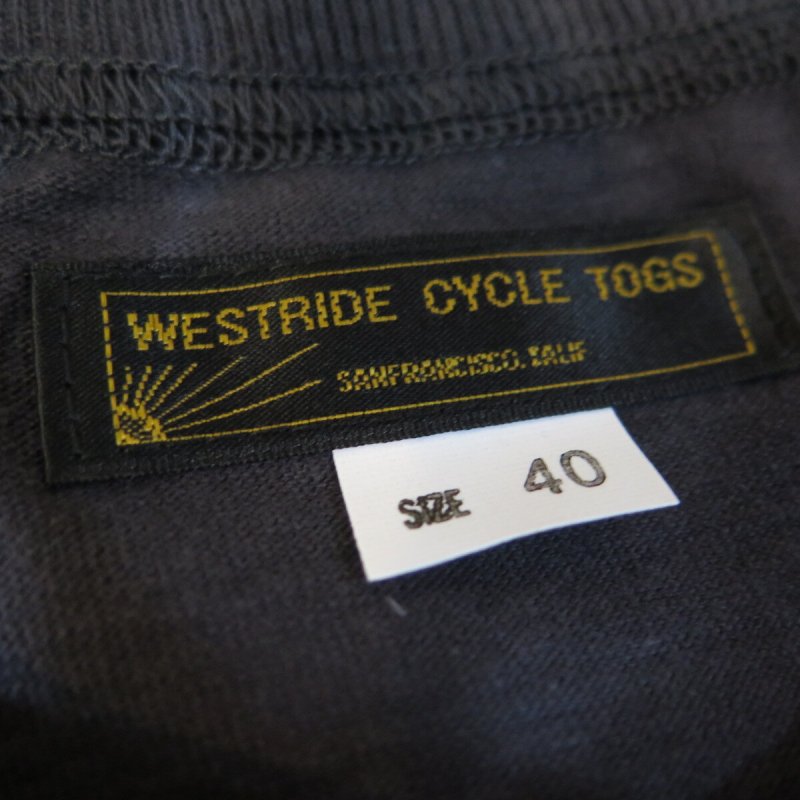 WESTRIDE CYCLE TOGS
SANFRANCISCO. CALIF
SIZE 40